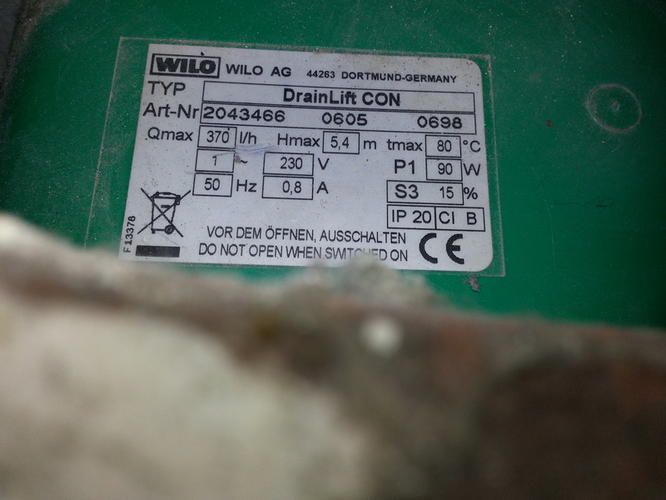 WILO WILO AG 44263 DORTMUND-GERMANY
TYP DrainLift CON
Art-Nr 2043466 0605 0698
Qmax 370 l/h Hmax 5,4 m tmax 80 °C
1 230 V P1 90 W
50 Hz 0,8 A S3 15 %
IP 20 CI B
F13376
VOR DEM ÖFFNEN, AUSSCHALTEN
DO NOT OPEN WHEN SWITCHED ON CE